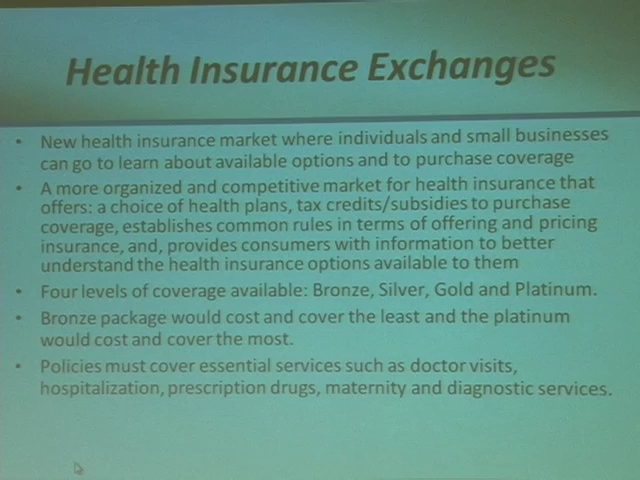 Health Insurance Exchanges
• New health insurance market where individuals and small businesses
can go to learn about available options and to purchase coverage
• A more organized and competitive market for health insurance that
offers: a choice of health plans, tax credits/subsidies to purchase
coverage, establishes common rules in terms of offering and pricing
insurance, and, provides consumers with information to better
understand the health insurance options available to them
• Four levels of coverage available: Bronze, Silver, Gold and Platinum.
• Bronze package would cost and cover the least and the platinum
would cost and cover the most.
• Policies must cover essential services such as doctor visits,
hospitalization, prescription drugs, maternity and diagnostic services.